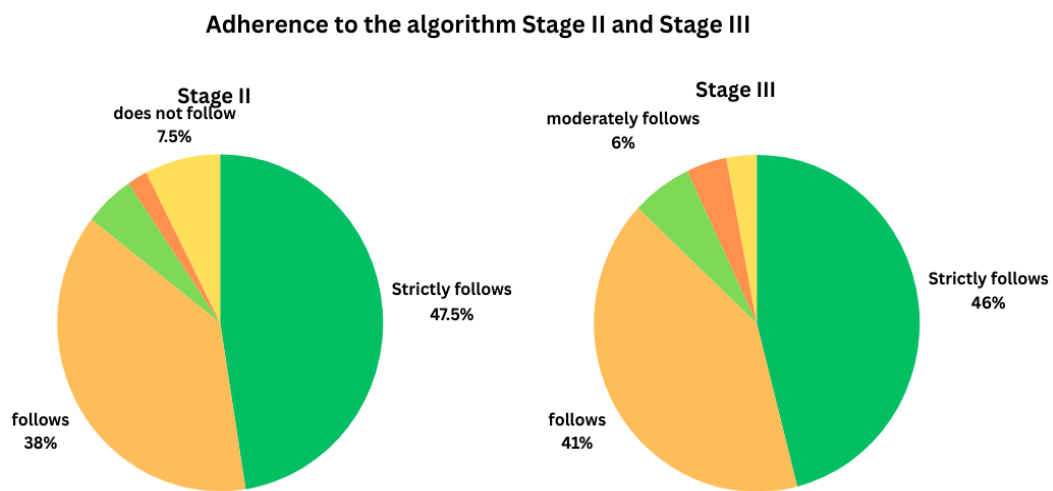 Adherence to the algorithm Stage II and Stage III
Stage II
does not follow
7.5%
Strictly follows
47.5%
follows
38%
Stage III
moderately follows
6%
Strictly follows
46%
follows
41%